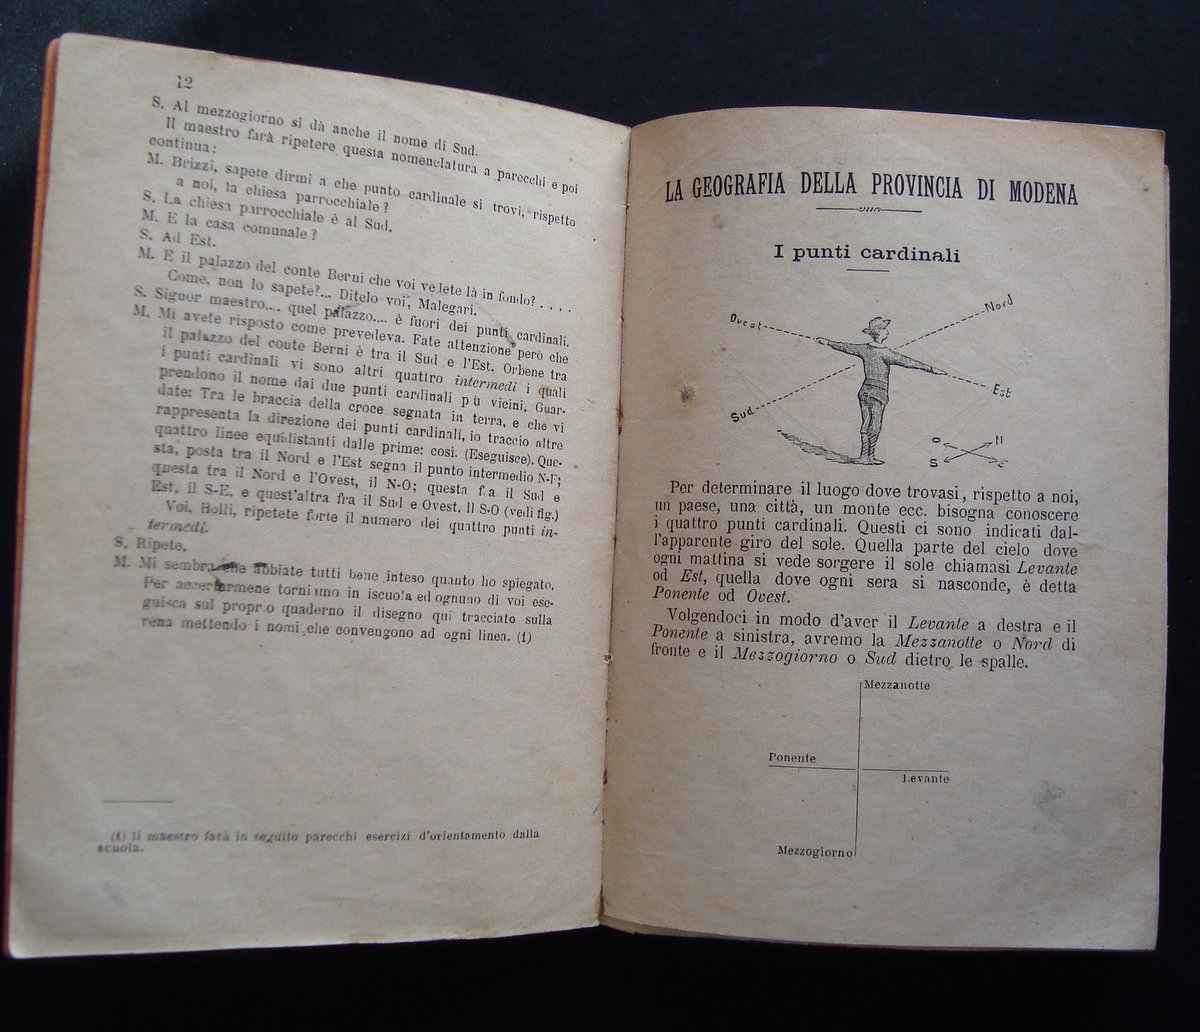 12
S. Al mezzogiorno si dà anche il nome di Sud.
Il maestro farà ripetere questa nomenclatura a parecchi e poi
continua:
M. Brizzi, sapete dirmi a che punto cardinale si trovi, rispetto
a noi, la chiesa parrocchiale?
S. La chiesa parrocchiale è al Sud.
M. E la casa comunale?
S. Ad Est.
M. E il palazzo del conte Berni che voi vedete là in fondo? . . . .
Come, non lo sapete?... Ditelo voi, Malegari.
S. Signor maestro.... quel palazzo.... è fuori dei punti cardinali.
M. Mi avete risposto come prevedeva. Fate attenzione però che
il palazzo del conte Berni è tra il Sud e l'Est. Orbene tra
i punti cardinali vi sono altri quattro intermedi i quali
prendono il nome dai due punti cardinali più vicini. Guar-
date: Tra le braccia della croce segnata in terra, e che vi
rappresenta la direzione dei punti cardinali, io traccio altre
quattro linee equidistanti dalle prime: così. (Eseguisce). Que-
sta, posta tra il Nord e l'Est segna il punto intermedio N-E;
questa tra il Nord e l'Ovest, il N-O; questa fra il Sud e
Est, il S-E. e quest'altra fra il Sud e Ovest, Il S-O (vedi fig.)
Voi, Bolli, ripetete forte il numero dei quattro punti in-
termedi.
S. Ripete.
M. Mi sembra che abbiate tutti bene inteso quanto ho spiegato.
Per accertarmene torniamo in iscuola ed ognuno di voi ese-
guisca sul proprio quaderno il disegno qui tracciato sulla
rena mettendo i nomi che convengono ad ogni linea. (1)
(1) Il maestro farà in seguito parecchi esercizi d'orientamento dalla
scuola.
LA GEOGRAFIA DELLA PROVINCIA DI MODENA
I punti cardinali
Nord
Ovest
Est
Sud
O N
S E
Per determinare il luogo dove trovasi, rispetto a noi,
un paese, una città, un monte ecc. bisogna conoscere
i quattro punti cardinali. Questi ci sono indicati dal-
l'apparente giro del sole. Quella parte del cielo dove
ogni mattina si vede sorgere il sole chiamasi Levante
od Est, quella dove ogni sera si nasconde, è detta
Ponente od Ovest.
Volgendoci in modo d'aver il Levante a destra e il
Ponente a sinistra, avremo la Mezzanotte o Nord di
fronte e il Mezzogiorno o Sud dietro le spalle.
Mezzanotte
Ponente
Levante
Mezzogiorno